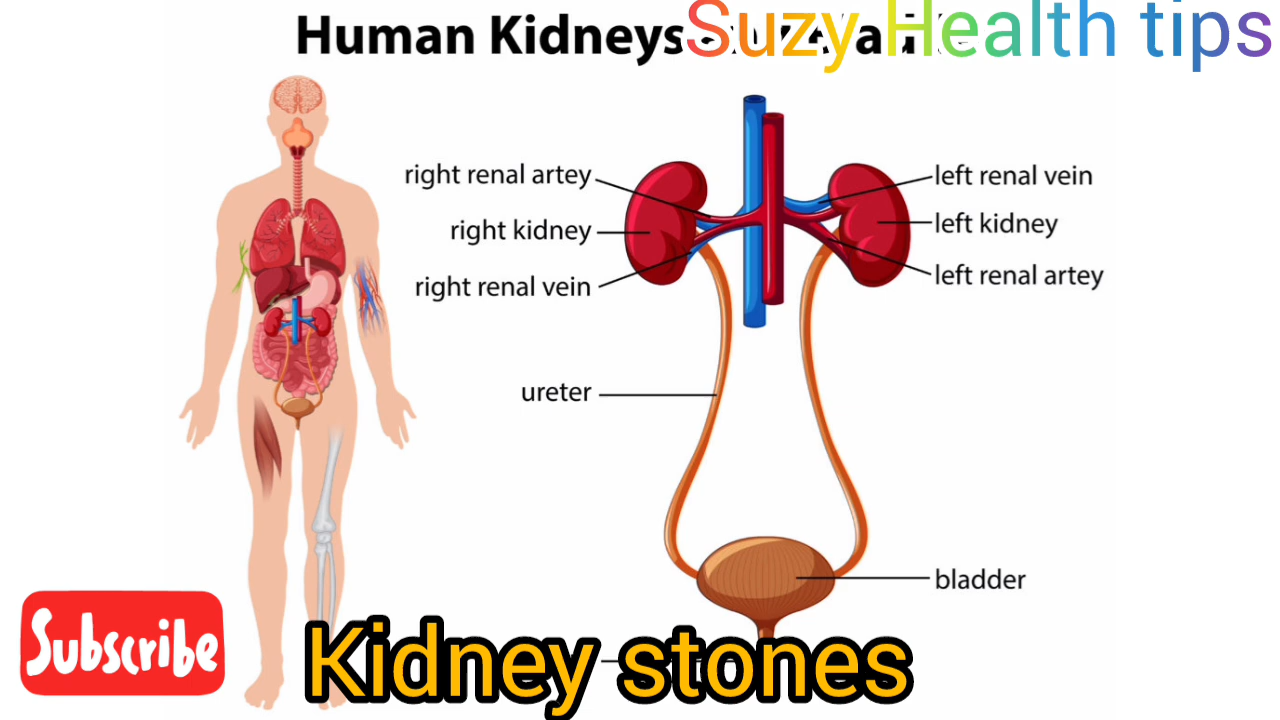 Human Kidneys
Suzy Health tips
right renal artey
right kidney
right renal vein
left renal vein
left kidney
left renal artey
ureter
bladder
Subscribe
Kidney stones